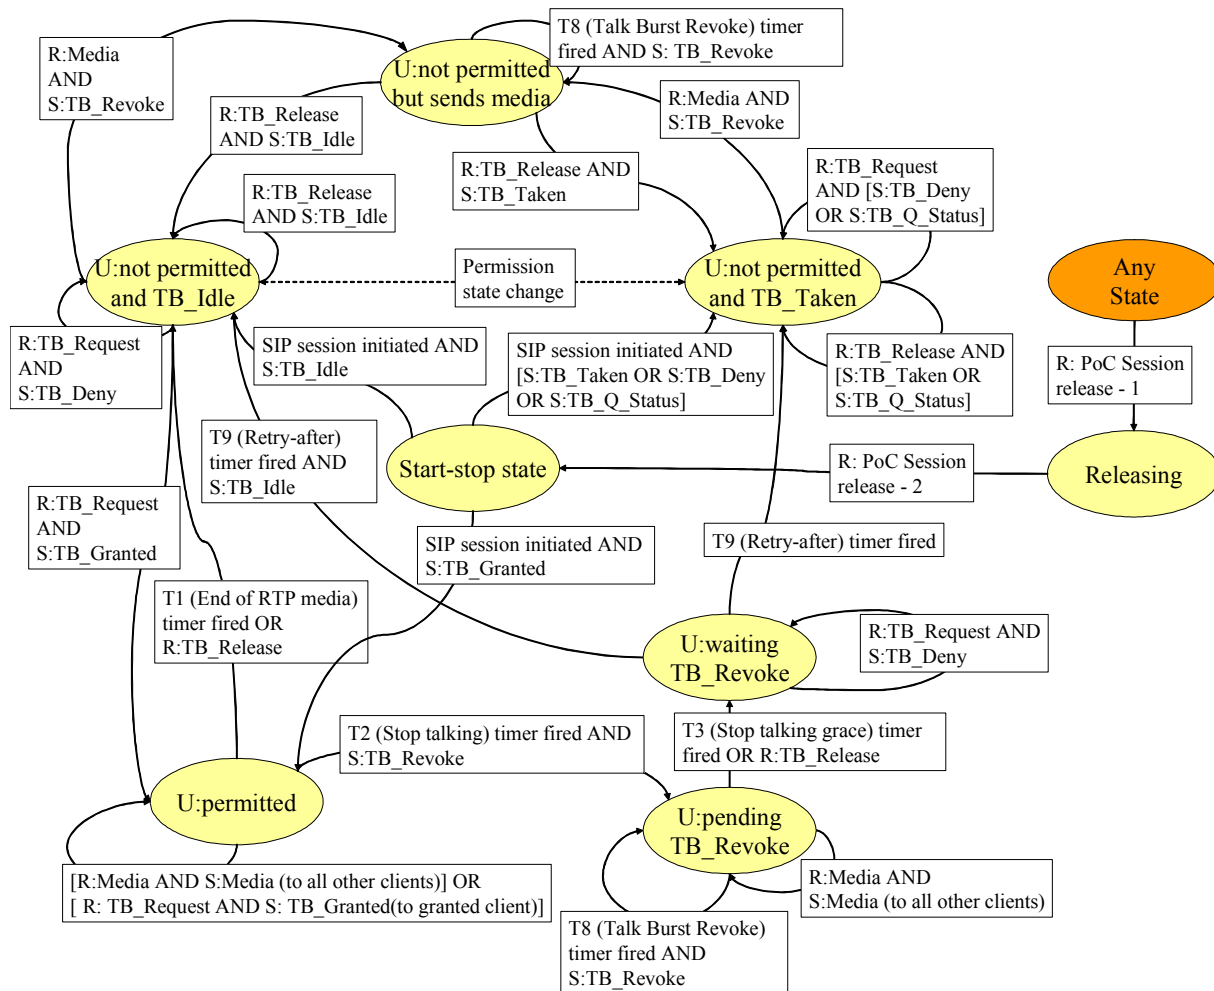 T8 (Talk Burst Revoke) timer
fired AND S: TB_Revoke
R:Media
AND
S:TB_Revoke
U:not permitted
but sends media
R:Media AND
S:TB_Revoke
R:TB_Release
AND S:TB_Idle
R:TB_Release AND
S:TB_Taken
R:TB_Request
AND [S:TB_Deny
OR S:TB_Q_Status]
R:TB_Release
AND S:TB_Idle
U:not permitted
and TB_Idle
Permission
state change
U:not permitted
and TB_Taken
Any
State
R:TB_Request
AND
S:TB_Deny
SIP session initiated AND
S:TB_Idle
SIP session initiated AND
[S:TB_Taken OR S:TB_Deny
OR S:TB_Q_Status]
R:TB_Release AND
[S:TB_Taken OR
S:TB_Q_Status]
R: PoC Session
release - 1
T9 (Retry-after)
timer fired AND
S:TB_Idle
Start-stop state
R: PoC Session
release - 2
Releasing
R:TB_Request
AND
S:TB_Granted
SIP session initiated AND
S:TB_Granted
T9 (Retry-after) timer fired
T1 (End of RTP media)
timer fired OR
R:TB_Release
U:waiting
TB_Revoke
R:TB_Request AND
S:TB_Deny
T2 (Stop talking) timer fired AND
S:TB_Revoke
T3 (Stop talking grace) timer
fired OR R:TB_Release
U:permitted
U:pending
TB_Revoke
[R:Media AND S:Media (to all other clients)] OR
[ R: TB_Request AND S: TB_Granted(to granted client)]
R:Media AND
S:Media (to all other clients)
T8 (Talk Burst Revoke)
timer fired AND
S:TB_Revoke